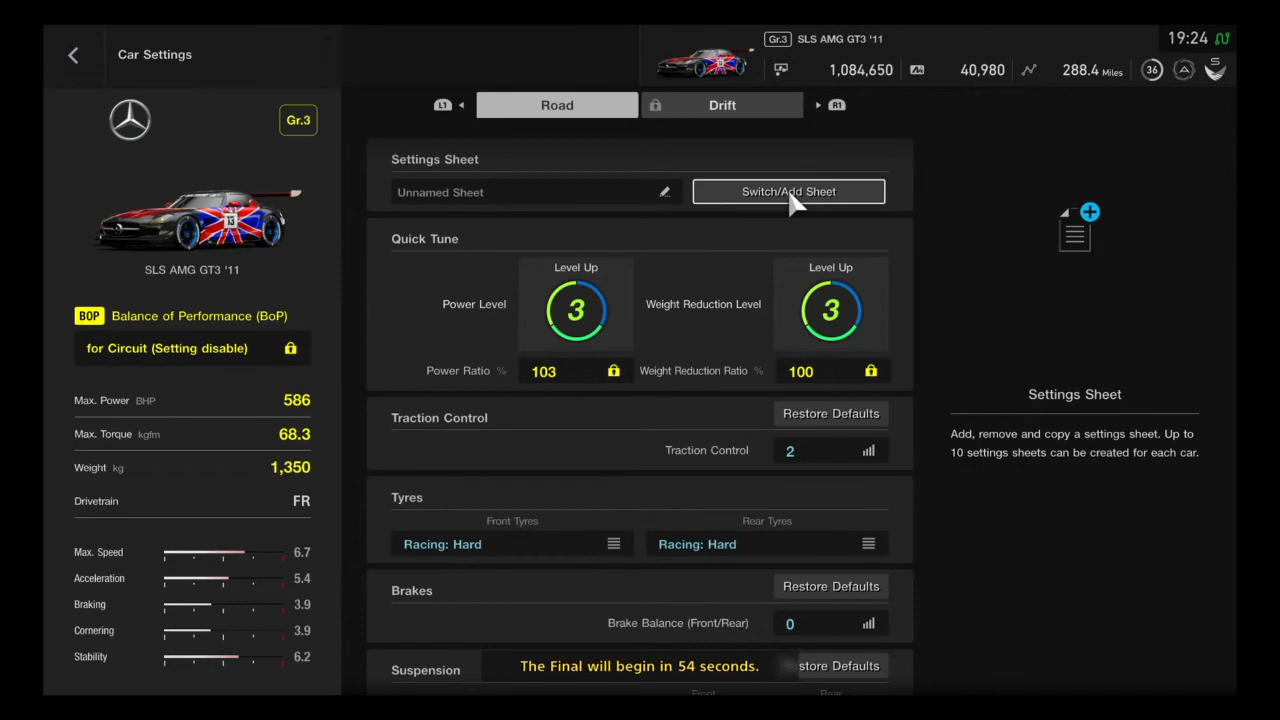 Car Settings
Gr.3 SLS AMG GT3 '11
1,084,650 40,980 288.4 Miles 36
19:24
Gr.3
13
SLS AMG GT3 '11
BOP Balance of Performance (BoP)
for Circuit (Setting disable)
Max. Power BHP 586
Max. Torque kgfm 68.3
Weight kg 1,350
Drivetrain FR
Max. Speed 6.7
Acceleration 5.4
Braking 3.9
Cornering 3.9
Stability 6.2
L1 Road Drift R1
Settings Sheet
Unnamed Sheet Switch/Add Sheet
Quick Tune
Level Up Level Up
Power Level 3 Weight Reduction Level 3
Power Ratio % 103 Weight Reduction Ratio % 100
Traction Control Restore Defaults
Traction Control 2
Tyres
Front Tyres Rear Tyres
Racing: Hard Racing: Hard
Brakes Restore Defaults
Brake Balance (Front/Rear) 0
Suspension The Final will begin in 54 seconds. store Defaults
Front Rear
Settings Sheet
Add, remove and copy a settings sheet. Up to
10 settings sheets can be created for each car.